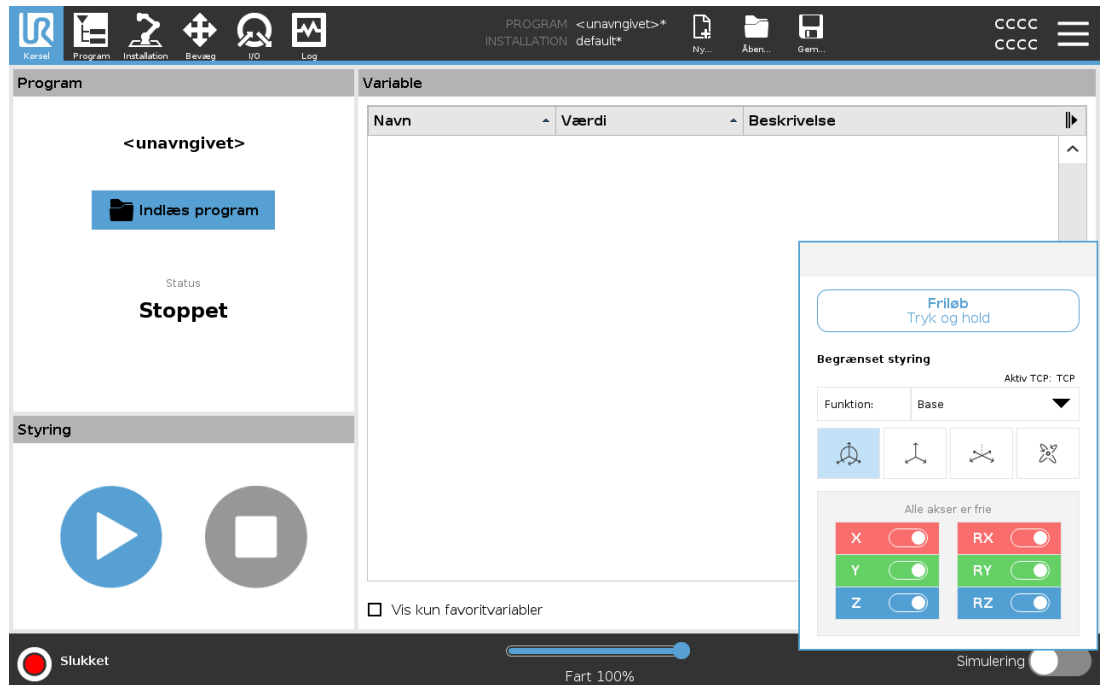 UR
Kørsel
Program
Installation
Bevæg
I/O
Log
PROGRAM <unavngivet>*
INSTALLATION default*
Ny...
Åben...
Gem...
CCCC
CCCC
Program
<unavngivet>
Indlæs program
Status
Stoppet
Styring
Variable
Navn Værdi Beskrivelse
Vis kun favoritvariabler
Friløb
Tryk og hold
Begrænset styring
Aktiv TCP: TCP
Funktion: Base
Alle akser er frie
X RX
Y RY
Z RZ
Slukket
Fart 100%
Simulering